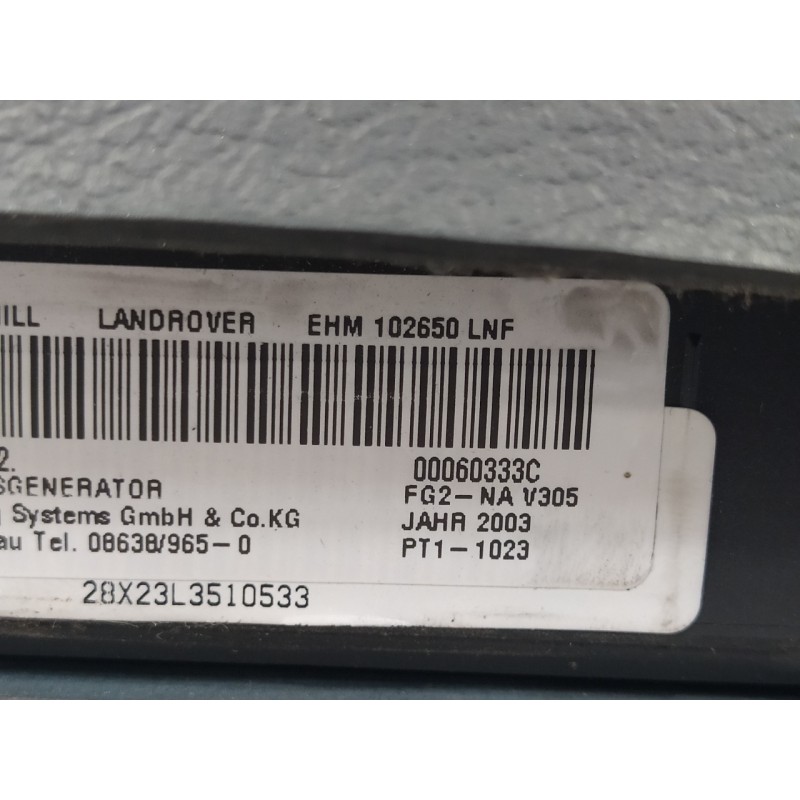 HILL LANDROVER EHM 102650 LNF
2. 00060333C
SGENERATOR FG2-NA V305
g Systems GmbH & Co.KG JAHR 2003
au Tel. 08638/965-0 PT1-1023
28X23L3510533